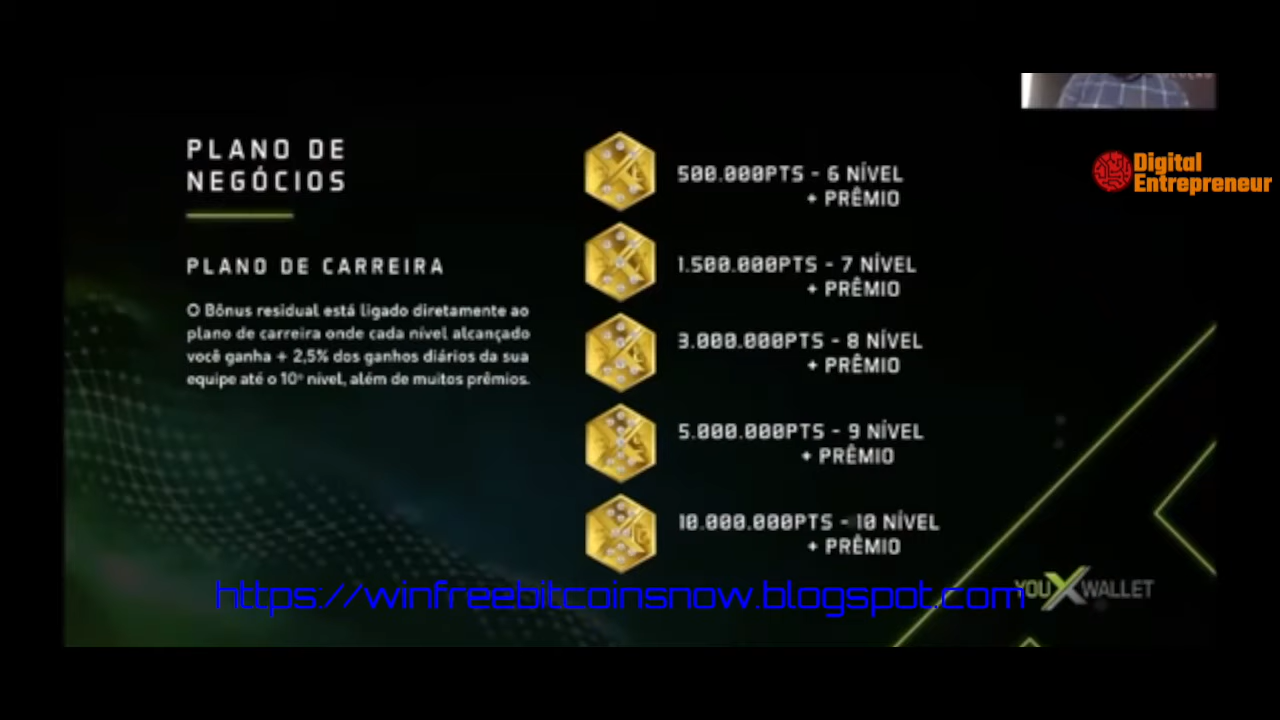 PLANO DE
NEGÓCIOS
PLANO DE CARREIRA
O Bônus residual está ligado diretamente ao
plano de carreira onde cada nível alcançado
você ganha + 2,5% dos ganhos diários da sua
equipe até o 10º nível, além de muitos prêmios.
500.000PTS - 6 NÍVEL
+ PRÊMIO
1.500.000PTS - 7 NÍVEL
+ PRÊMIO
3.000.000PTS - 8 NÍVEL
+ PRÊMIO
5.000.000PTS - 9 NÍVEL
+ PRÊMIO
10.000.000PTS - 10 NÍVEL
+ PRÊMIO
Digital
Entrepreneur
https://winfreebitcoinsnow.blogspot.com
YOUXWALLET